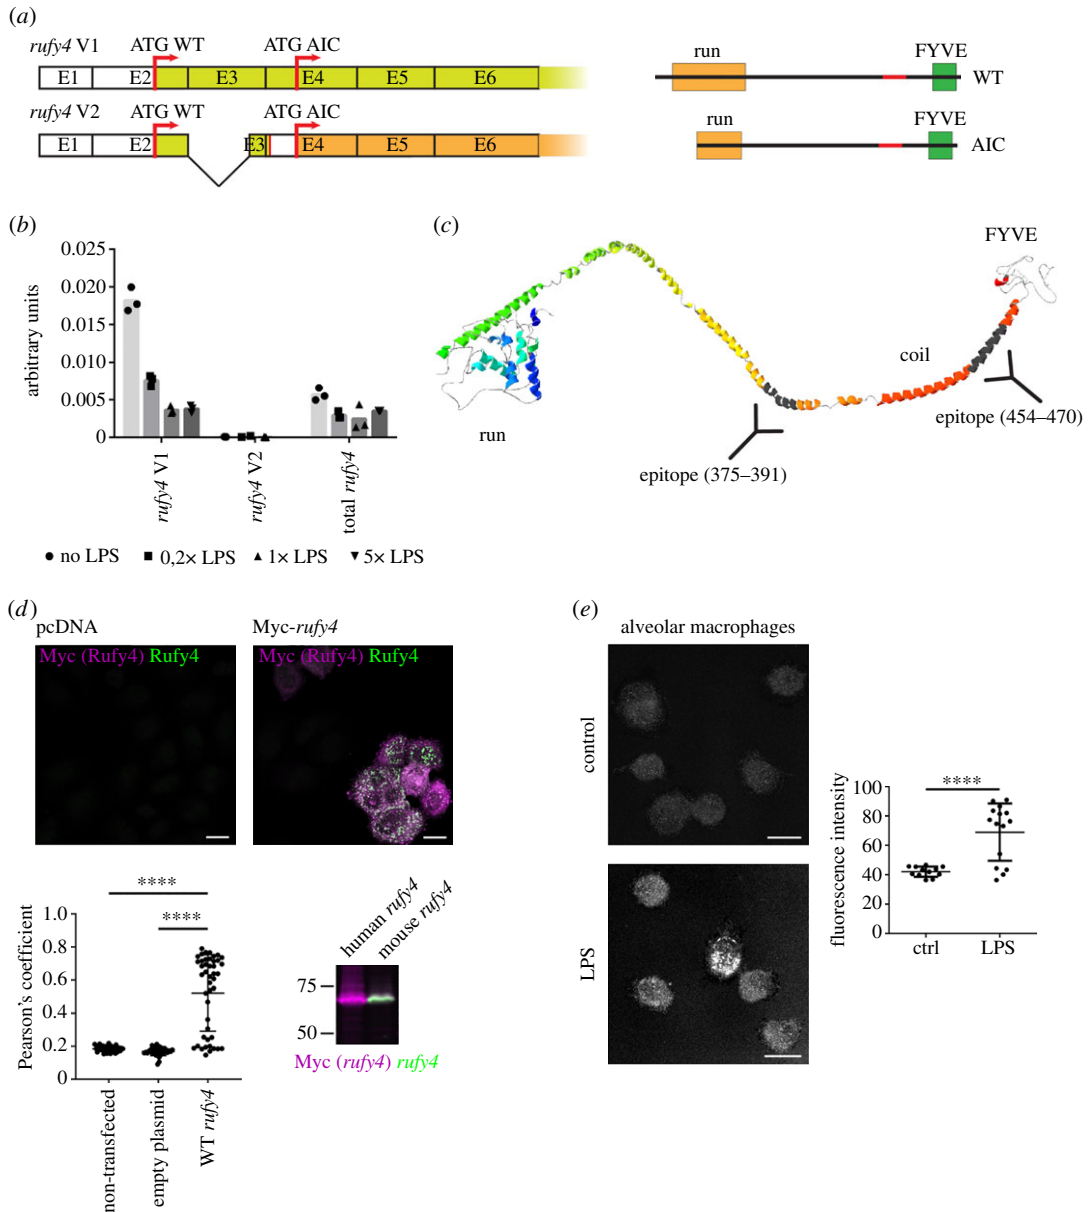 (a)
rufy4 V1
ATG WT
ATG AIC
E1
E2
E3
E4
E5
E6
rufy4 V2
ATG WT
ATG AIC
E1
E2
E3
E4
E5
E6
run
FYVE
WT
run
FYVE
AIC
(b)
arbitrary units
0.025
0.020
0.015
0.010
0.005
0
rufy4 V1
rufy4 V2
total rufy4
no LPS
0,2× LPS
1× LPS
5× LPS
(c)
FYVE
coil
run
epitope (454–470)
epitope (375–391)
(d)
pcDNA
Myc-rufy4
Myc (Rufy4) Rufy4
Myc (Rufy4) Rufy4
Pearson's coefficient
1.0
0.8
0.6
0.4
0.2
0
****
****
non-transfected
empty plasmid
WT rufy4
human rufy4
mouse rufy4
75
50
Myc (rufy4) rufy4
(e)
alveolar macrophages
control
LPS
fluorescence intensity
100
80
60
40
20
0
****
ctrl
LPS